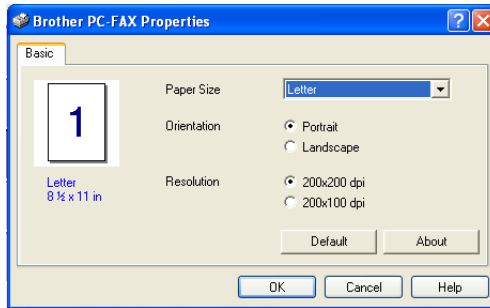 Brother PC-FAX Properties
Basic
1
Letter
8 ½ x 11 in
Paper Size
Letter
Orientation
Portrait
Landscape
Resolution
200x200 dpi
200x100 dpi
Default About
OK Cancel Help